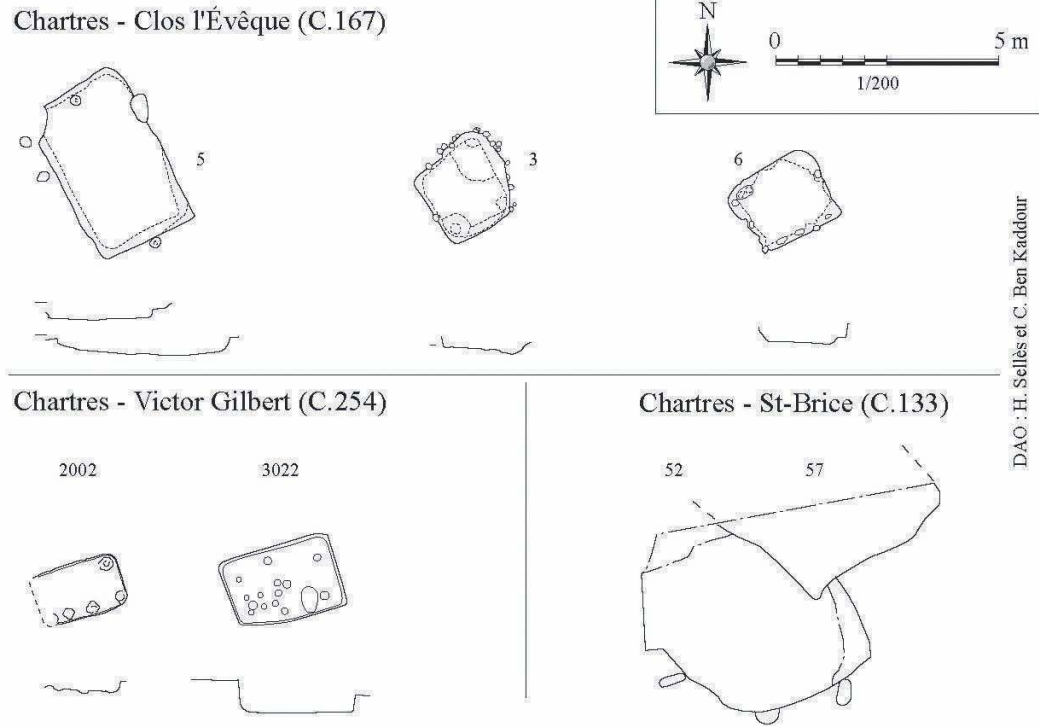 Chartres - Clos l'Évêque (C.167)
N
0 5 m
1/200
5
3
6
DAO : H. Sellès et C. Ben Kaddour
Chartres - Victor Gilbert (C.254)
2002
3022
Chartres - St-Brice (C.133)
52
57